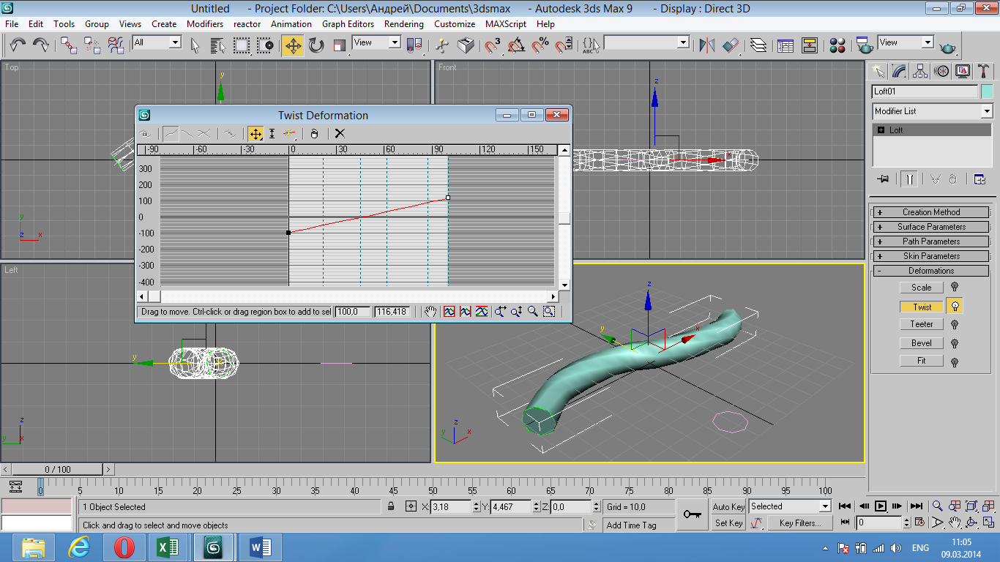 Untitled - Project Folder: C:\Users\Андрей\Documents\3dsmax - Autodesk 3ds Max 9 - Display : Direct 3D
File Edit Tools Group Views Create Modifiers reactor Animation Graph Editors Rendering Customize MAXScript Help
All View 3 View
Top
y
Front
z
x
Loft01
Modifier List
Loft
Twist Deformation
-90 -60 -30 0 30 60 90 120 150
300
200
100
0
-100
-200
-300
-400
Drag to move. Ctrl-click or drag region box to add to sel 100,0 116,418
y
z x
Left
y
z
y x
z
y x
z
y x
+ Creation Method
+ Surface Parameters
+ Path Parameters
+ Skin Parameters
- Deformations
Scale
Twist
Teeter
Bevel
Fit
< 0 / 100 >
0 5 10 15 20 25 30 35 40 45 50 55 60 65 70 75 80 85 90 95 100
1 Object Selected X: 3,18 Y: 4,467 Z: 0,0 Grid = 10,0 Auto Key Selected
Click and drag to select and move objects Add Time Tag Set Key Key Filters... 0
ENG
11:05
09.03.2014